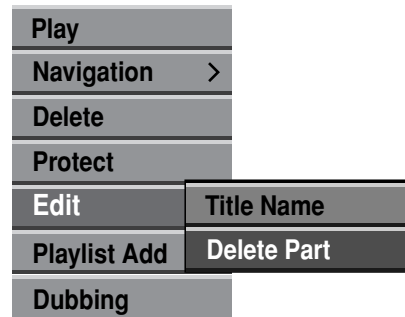 Play
Navigation >
Delete
Protect
Edit
Title Name
Playlist Add
Delete Part
Dubbing